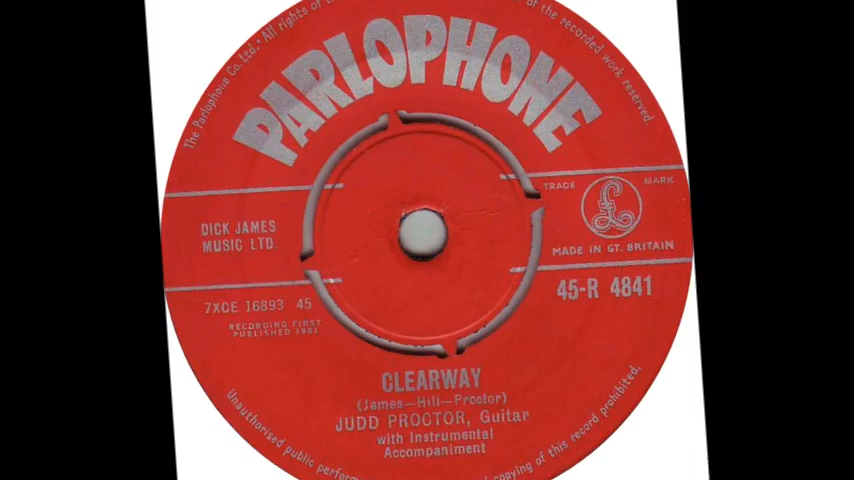 The Parlophone Co. Ltd. • All rights of the
of the recorded work reserved.
PARLOPHONE
TRADE MARK
£
DICK JAMES
MUSIC LTD.
MADE IN GT. BRITAIN
45-R 4841
7XCE 16893 45
RECORDING FIRST
PUBLISHED 1961
CLEARWAY
(James—Hill—Proctor)
JUDD PROCTOR, Guitar
with Instrumental
Accompaniment
Unauthorised public
copying of this record prohibited.